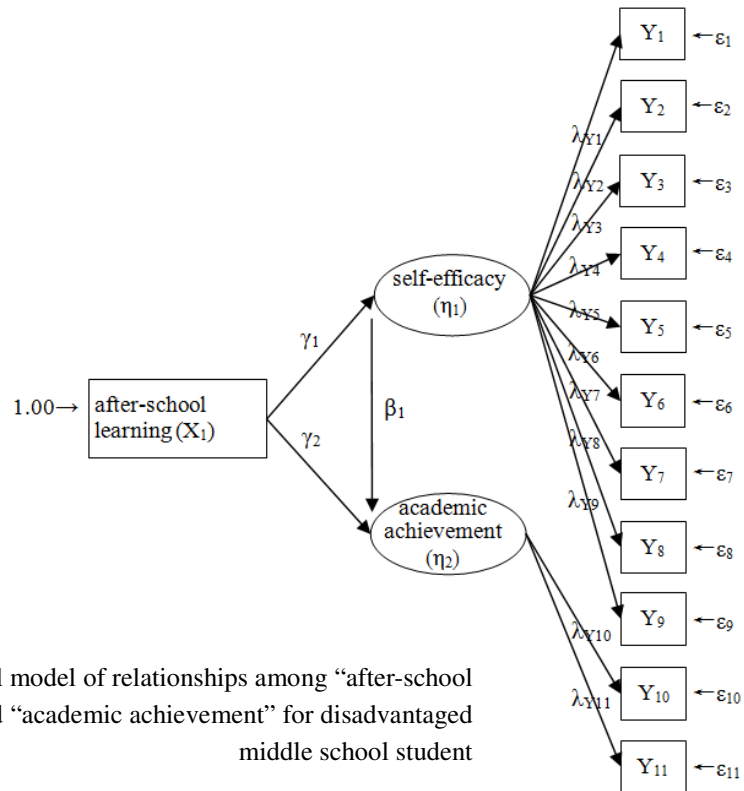 Y₁ ←ε₁
Y₂ ←ε₂
λY1
Y₃ ←ε₃
λY2
λY3
Y₄ ←ε₄
λY4
self-efficacy
(η₁)
λY5
Y₅ ←ε₅
γ₁
λY6
λY7
Y₆ ←ε₆
1.00→ after-school
learning (X₁)
β₁
γ₂
λY8
Y₇ ←ε₇
λY9
academic
achievement
(η₂)
Y₈ ←ε₈
Y₉ ←ε₉
λY10
model of relationships among “after-school
Y₁₀ ←ε₁₀
λY11
“academic achievement” for disadvantaged
middle school student
Y₁₁ ←ε₁₁